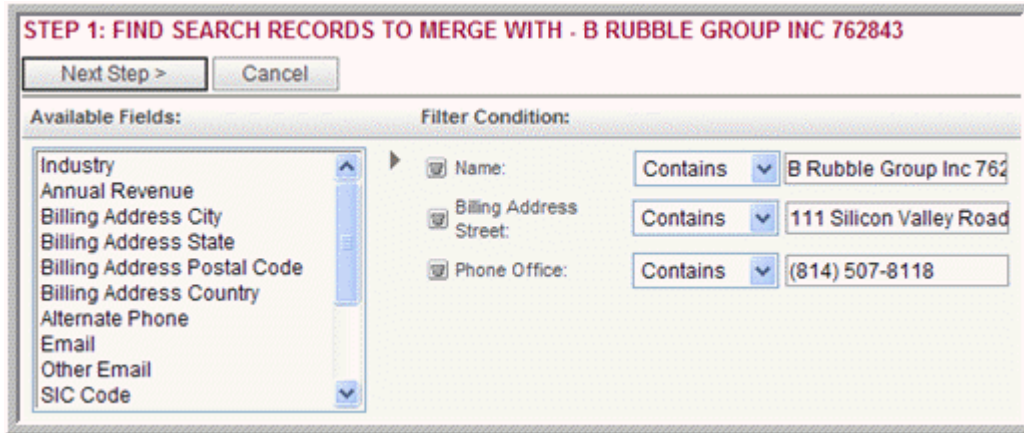 STEP 1: FIND SEARCH RECORDS TO MERGE WITH - B RUBBLE GROUP INC 762843
Next Step >
Cancel
Available Fields:
Filter Condition:
Industry
Annual Revenue
Billing Address City
Billing Address State
Billing Address Postal Code
Billing Address Country
Alternate Phone
Email
Other Email
SIC Code
Name:
Contains
B Rubble Group Inc 762
Billing Address
Street:
Contains
111 Silicon Valley Road
Phone Office:
Contains
(814) 507-8118